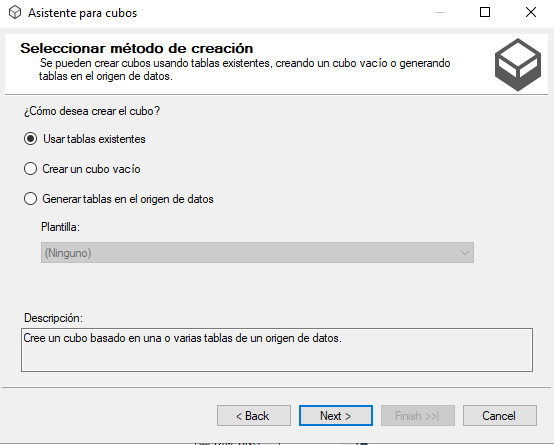 Asistente para cubos
Seleccionar método de creación
Se pueden crear cubos usando tablas existentes, creando un cubo vacío o generando
tablas en el origen de datos.
¿Cómo desea crear el cubo?
Usar tablas existentes
Crear un cubo vacío
Generar tablas en el origen de datos
Plantilla:
(Ninguno)
Descripción:
Cree un cubo basado en una o varias tablas de un origen de datos.
< Back
Next >
Finish >>|
Cancel